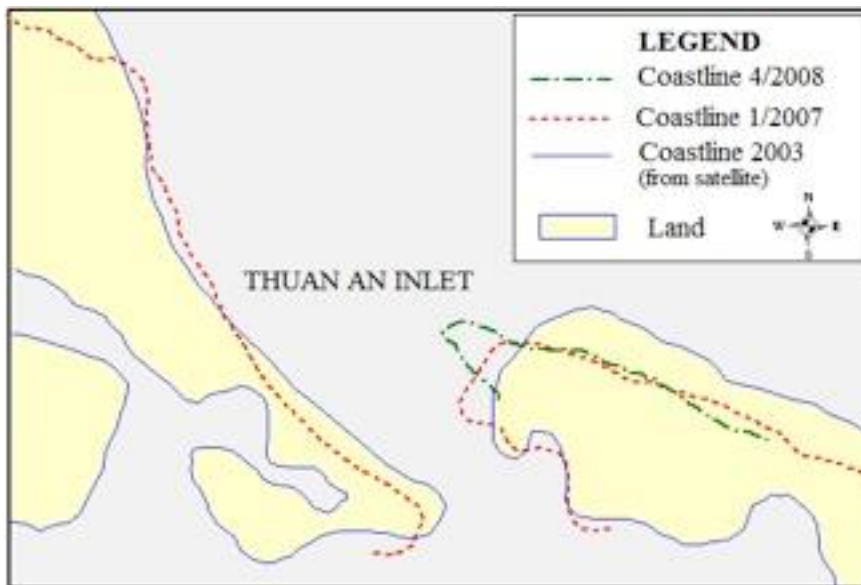 LEGEND
Coastline 4/2008
Coastline 1/2007
Coastline 2003
(from satellite)
N
W E
Land
THUAN AN INLET